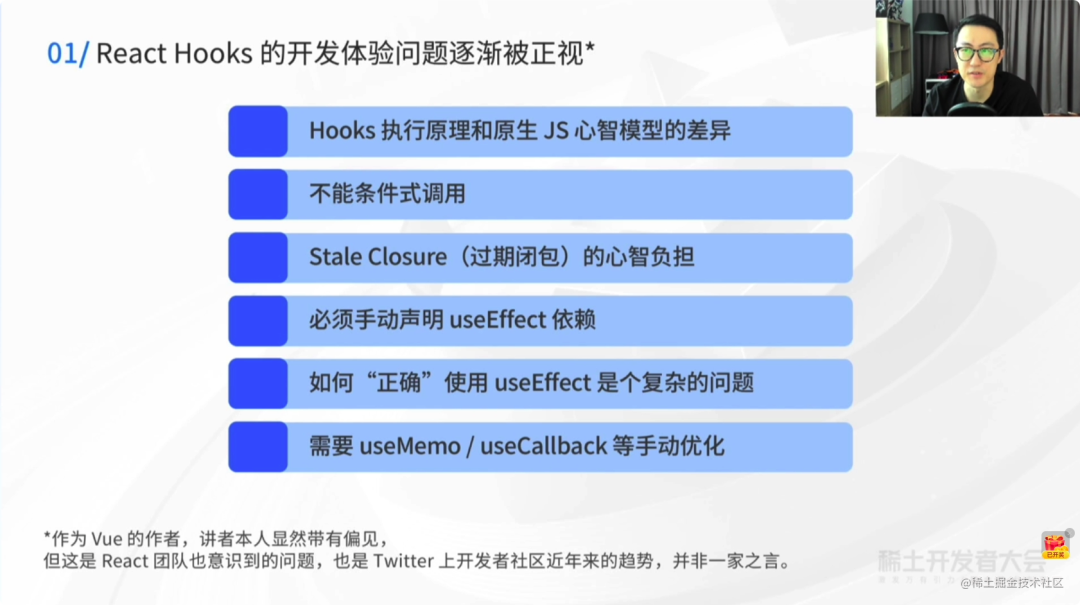 01/ React Hooks 的开发体验问题逐渐被正视*
Hooks 执行原理和原生 JS 心智模型的差异
不能条件式调用
Stale Closure（过期闭包）的心智负担
必须手动声明 useEffect 依赖
如何“正确”使用 useEffect 是个复杂的问题
需要 useMemo / useCallback 等手动优化
*作为 Vue 的作者，讲者本人显然带有偏见，
但这是 React 团队也意识到的问题，也是 Twitter 上开发者社区近年来的趋势，并非一家之言。
已开奖
稀土开发者大会
@稀土掘金技术社区